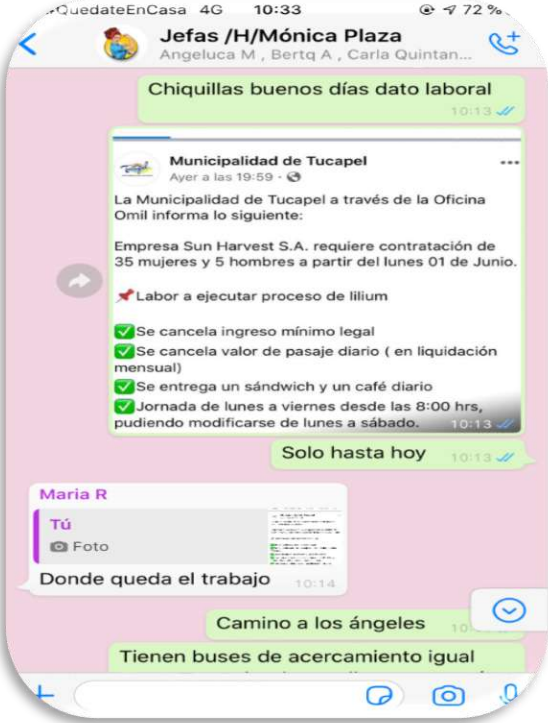 QuedateEnCasa 4G 10:33 72 %
Jefas /H/Mónica Plaza
Angeluca M , Bertq A , Carla Quintan...
Chiquillas buenos días dato laboral
10:13
Municipalidad de Tucapel
Ayer a las 19:59 ·
La Municipalidad de Tucapel a través de la Oficina
Omil informa lo siguiente:
Empresa Sun Harvest S.A. requiere contratación de
35 mujeres y 5 hombres a partir del lunes 01 de Junio.
📌Labor a ejecutar proceso de lilium
✅Se cancela ingreso mínimo legal
✅Se cancela valor de pasaje diario ( en liquidación
mensual)
✅Se entrega un sándwich y un café diario
✅Jornada de lunes a viernes desde las 8:00 hrs,
pudiendo modificarse de lunes a sábado. 10:13
Solo hasta hoy 10:13
Maria R
Tú
Foto
Donde queda el trabajo 10:14
Camino a los ángeles
Tienen buses de acercamiento igual